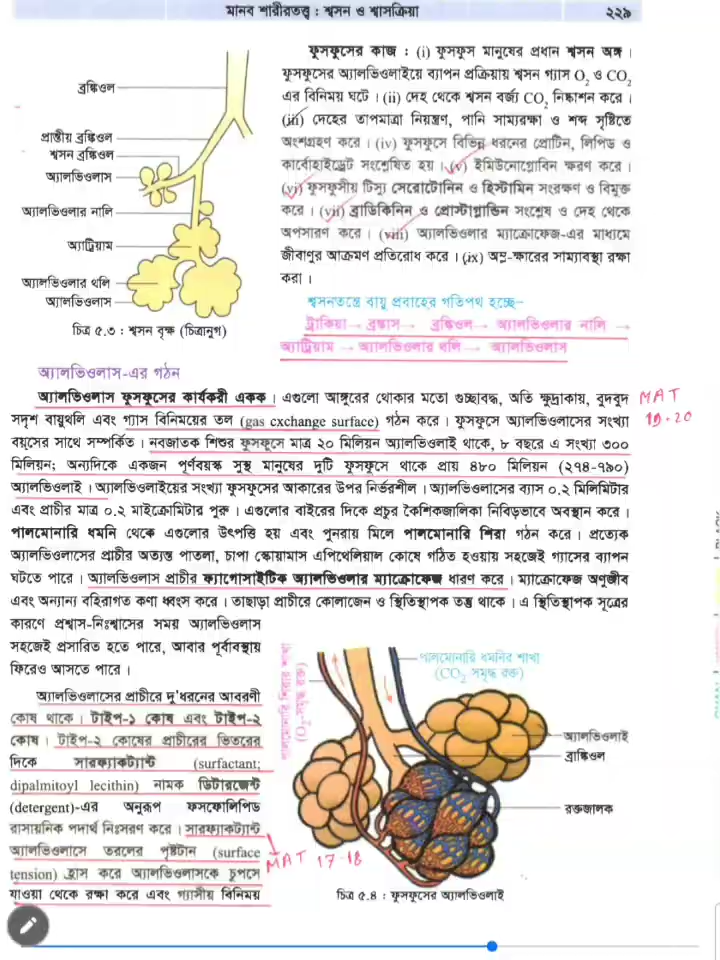 মানব শারীরতত্ত্ব : শ্বসন ও শ্বাসক্রিয়া
২২৯
ব্রঙ্কিওল
প্রান্তীয় ব্রঙ্কিওল
শ্বসন ব্রঙ্কিওল
অ্যালভিওলাস
অ্যালভিওলার নালি
অ্যাট্রিয়াম
অ্যালভিওলার থলি
অ্যালভিওলাস
চিত্র ৫.৩ : শ্বসন বৃক্ষ (চিত্রানুগ)
ফুসফুসের কাজ : (i) ফুসফুস মানুষের প্রধান শ্বসন অঙ্গ।
ফুসফুসের অ্যালভিওলাইয়ে ব্যাপন প্রক্রিয়ায় শ্বসন গ্যাস O₂ ও CO₂
এর বিনিময় ঘটে। (ii) দেহ থেকে শ্বসন বর্জ্য CO₂ নিষ্কাশন করে।
(iii) দেহের তাপমাত্রা নিয়ন্ত্রণ, পানি সাম্যরক্ষা ও শব্দ সৃষ্টিতে
অংশগ্রহণ করে। (iv) ফুসফুসে বিভিন্ন ধরনের প্রোটিন, লিপিড ও
কার্বোহাইড্রেট সংশ্লেষিত হয়। (v) ইমিউনোগ্লোবিন ক্ষরণ করে।
(vi) ফুসফুসীয় টিস্যু সেরোটোনিন ও হিস্টামিন সংরক্ষণ ও বিমুক্ত
করে। (vii) ব্রাডিকিনিন ও প্রোস্টাগ্লান্ডিন সংশ্লেষ ও দেহ থেকে
অপসারণ করে। (viii) অ্যালভিওলার ম্যাক্রোফেজ-এর মাধ্যমে
জীবাণুর আক্রমণ প্রতিরোধ করে। (ix) অম্ল-ক্ষারের সাম্যাবস্থা রক্ষা
করা।
শ্বসনতন্ত্রে বায়ু প্রবাহের গতিপথ হচ্ছে–
ট্রাকিয়া → ব্রঙ্কাস → ব্রঙ্কিওল → অ্যালভিওলার নালি →
অ্যাট্রিয়াম → অ্যালভিওলার থলি → অ্যালভিওলাস
অ্যালভিওলাস-এর গঠন
অ্যালভিওলাস ফুসফুসের কার্যকরী একক। এগুলো আঙ্গুরের থোকার মতো গুচ্ছাবদ্ধ, অতি ক্ষুদ্রাকায়, বুদবুদ
সদৃশ বায়ুথলি এবং গ্যাস বিনিময়ের তল (gas exchange surface) গঠন করে। ফুসফুসে অ্যালভিওলাসের সংখ্যা
বয়সের সাথে সম্পর্কিত। নবজাতক শিশুর ফুসফুসে মাত্র ২০ মিলিয়ন অ্যালভিওলাই থাকে, ৮ বছরে এ সংখ্যা ৩০০
মিলিয়ন; অন্যদিকে একজন পূর্ণবয়স্ক সুস্থ মানুষের দুটি ফুসফুসে থাকে প্রায় ৪৮০ মিলিয়ন (২৭৪-৭৯০)
অ্যালভিওলাই। অ্যালভিওলাইয়ের সংখ্যা ফুসফুসের আকারের উপর নির্ভরশীল। অ্যালভিওলাসের ব্যাস ০.২ মিলিমিটার
এবং প্রাচীর মাত্র ০.২ মাইক্রোমিটার পুরু। এগুলোর বাইরের দিকে প্রচুর কৈশিকজালিকা নিবিড়ভাবে অবস্থান করে।
পালমোনারি ধমনি থেকে এগুলোর উৎপত্তি হয় এবং পুনরায় মিলে পালমোনারি শিরা গঠন করে। প্রত্যেক
অ্যালভিওলাসের প্রাচীর অত্যন্ত পাতলা, চাপা স্কোয়ামাস এপিথেলিয়াল কোষে গঠিত হওয়ায় সহজেই গ্যাসের ব্যাপন
ঘটতে পারে। অ্যালভিওলাস প্রাচীর ফ্যাগোসাইটিক অ্যালভিওলার ম্যাক্রোফেজ ধারণ করে। ম্যাক্রোফেজ অণুজীব
এবং অন্যান্য বহিরাগত কণা ধ্বংস করে। তাছাড়া প্রাচীরে কোলাজেন ও স্থিতিস্থাপক তন্তু থাকে। এ স্থিতিস্থাপক সূত্রের
কারণে প্রশ্বাস-নিঃশ্বাসের সময় অ্যালভিওলাস
সহজেই প্রসারিত হতে পারে, আবার পূর্বাবস্থায়
ফিরেও আসতে পারে।
অ্যালভিওলাসের প্রাচীরে দু'ধরনের আবরণী
কোষ থাকে। টাইপ-১ কোষ এবং টাইপ-২
কোষ। টাইপ-২ কোষের প্রাচীরের ভিতরের
দিকে সারফ্যাকট্যান্ট (surfactant;
dipalmitoyl lecithin) নামক ডিটারজেন্ট
(detergent)-এর অনুরূপ ফসফোলিপিড
রাসায়নিক পদার্থ নিঃসরণ করে। সারফ্যাকট্যান্ট
অ্যালভিওলাসে তরলের পৃষ্টটান (surface
tension) হ্রাস করে অ্যালভিওলাসকে চুপসে
যাওয়া থেকে রক্ষা করে এবং গ্যাসীয় বিনিময়
MAT
19-20
MAT 17-18
পালমোনারি শিরার শাখা
(O₂-সমৃদ্ধ রক্ত)
পালমোনারি ধমনির শাখা
(CO₂ -সমৃদ্ধ রক্ত)
অ্যালভিওলাই
ব্রাঙ্কিওল
রক্তজালক
চিত্র ৫.৪ : ফুসফুসের অ্যালভিওলাই